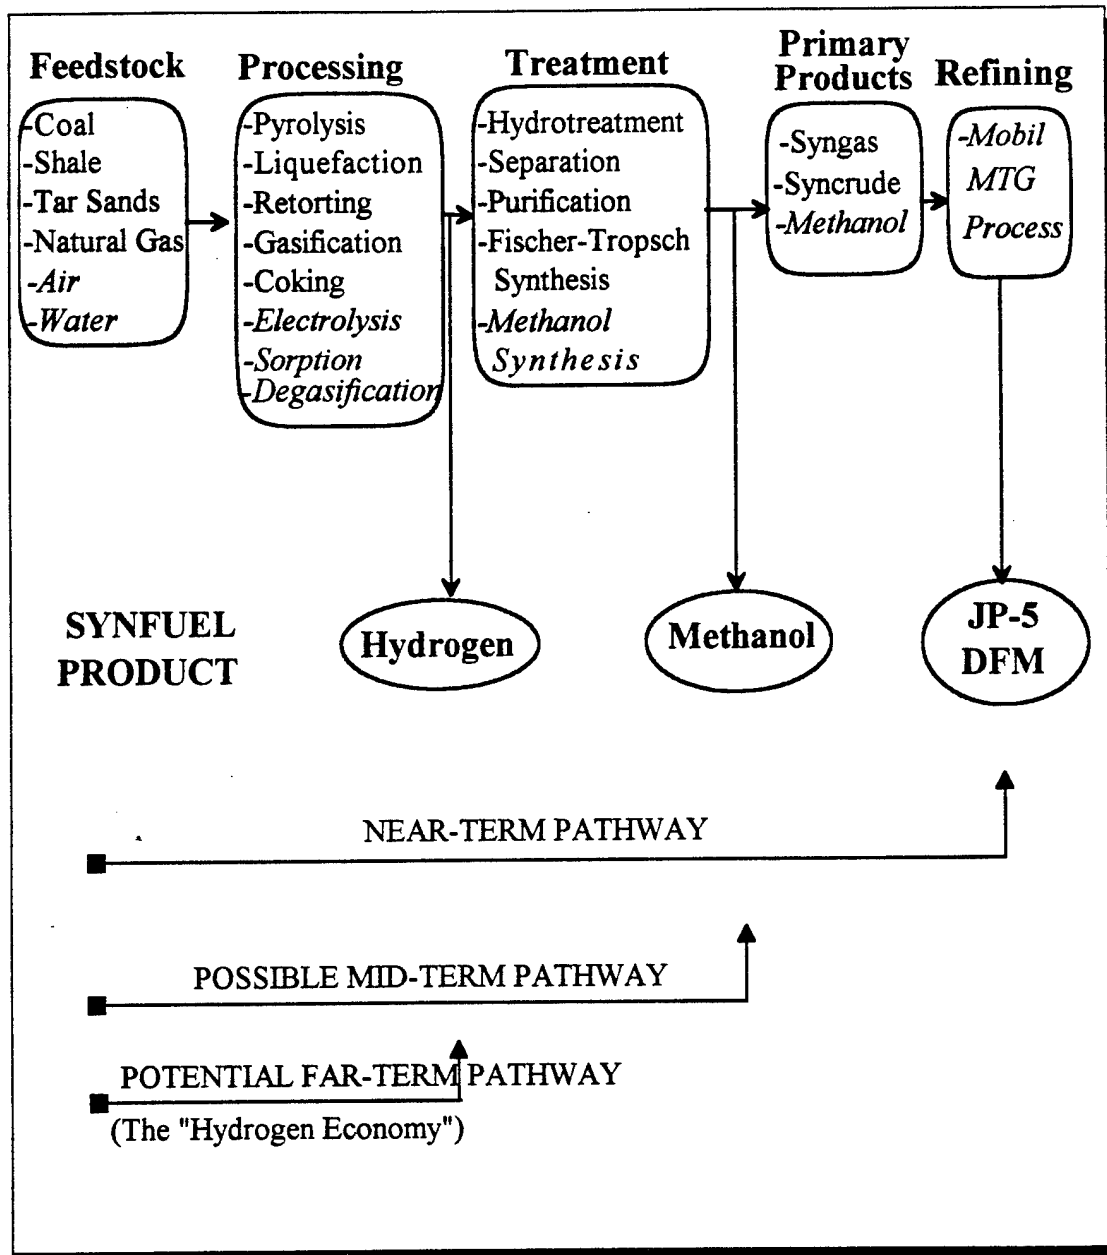 Feedstock
-Coal
-Shale
-Tar Sands
-Natural Gas
-Air
-Water
Processing
-Pyrolysis
-Liquefaction
-Retorting
-Gasification
-Coking
-Electrolysis
-Sorption
-Degasification
Treatment
-Hydrotreatment
-Separation
-Purification
-Fischer-Tropsch
Synthesis
-Methanol
Synthesis
Primary
Products
-Syngas
-Syncrude
-Methanol
Refining
-Mobil
MTG
Process
SYNFUEL
PRODUCT
Hydrogen
Methanol
JP-5
DFM
NEAR-TERM PATHWAY
POSSIBLE MID-TERM PATHWAY
POTENTIAL FAR-TERM PATHWAY
(The "Hydrogen Economy")